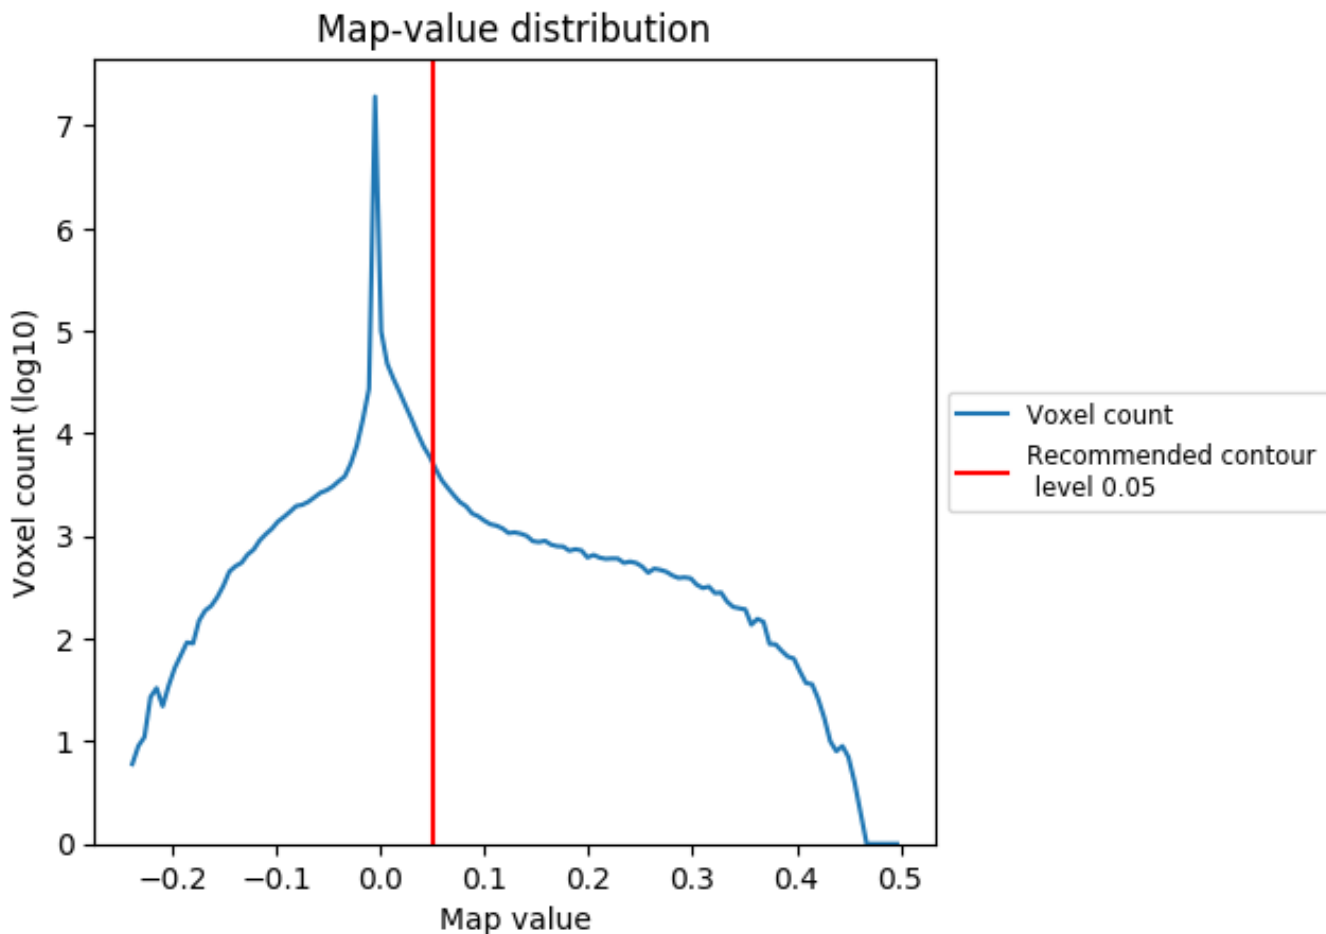 Map-value distribution
7
6
5
4
3
2
1
0
Voxel count (log10)
−0.2 −0.1 0.0 0.1 0.2 0.3 0.4 0.5
Map value
Voxel count
Recommended contour
level 0.05